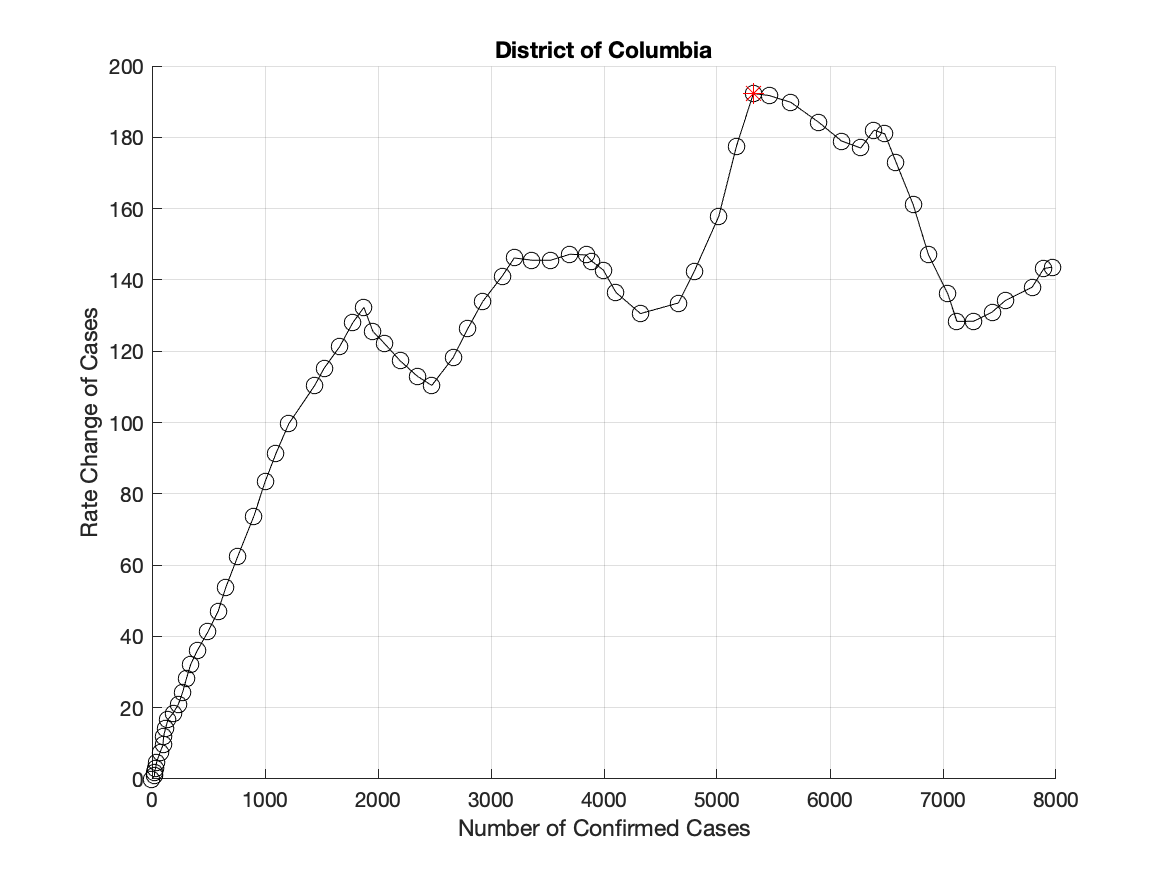 District of Columbia
200
180
160
140
120
100
80
60
40
20
0
Rate Change of Cases
0 1000 2000 3000 4000 5000 6000 7000 8000
Number of Confirmed Cases